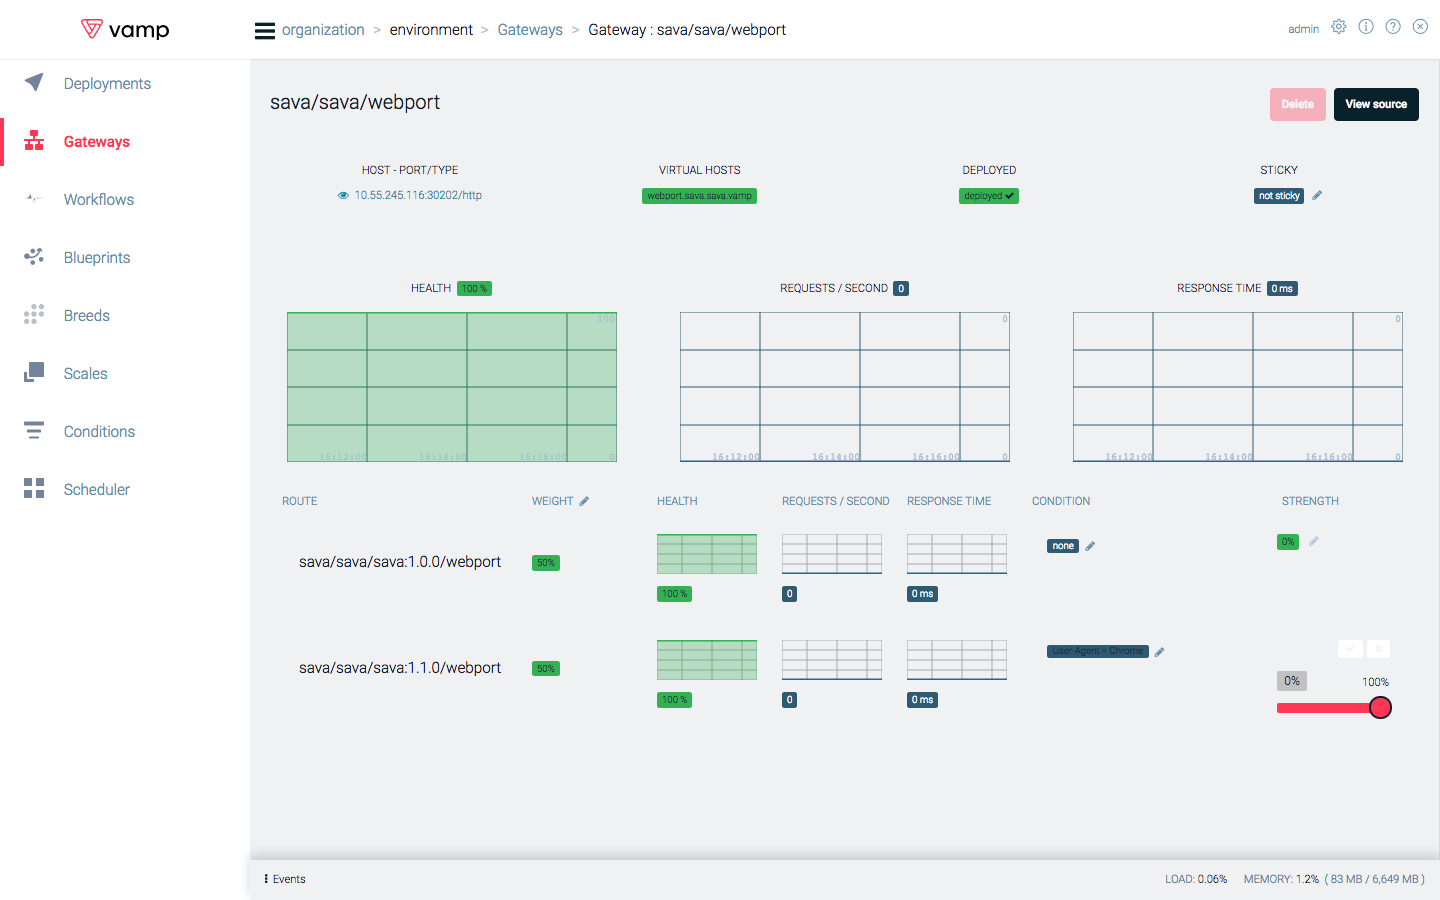 vamp
organization > environment > Gateways > Gateway : sava/sava/webport
admin
Deployments
Gateways
Workflows
Blueprints
Breeds
Scales
Conditions
Scheduler
sava/sava/webport
Delete
View source
HOST - PORT/TYPE
10.55.245.116:30202/http
VIRTUAL HOSTS
webport.sava.sava.vamp
DEPLOYED
deployed
STICKY
not sticky
HEALTH 100 %
100
16:12:00 16:14:00 16:16:00 0
REQUESTS / SECOND 0
0
16:12:00 16:14:00 16:16:00 0
RESPONSE TIME 0 ms
0
16:12:00 16:14:00 16:16:00 0
ROUTE WEIGHT HEALTH REQUESTS / SECOND RESPONSE TIME CONDITION STRENGTH
sava/sava/sava:1.0.0/webport 50% none 0%
100 % 0 0 ms
sava/sava/sava:1.1.0/webport 50% User-Agent = Chrome
0% 100%
100 % 0 0 ms
Events
LOAD: 0.06% MEMORY: 1.2% ( 83 MB / 6,649 MB )